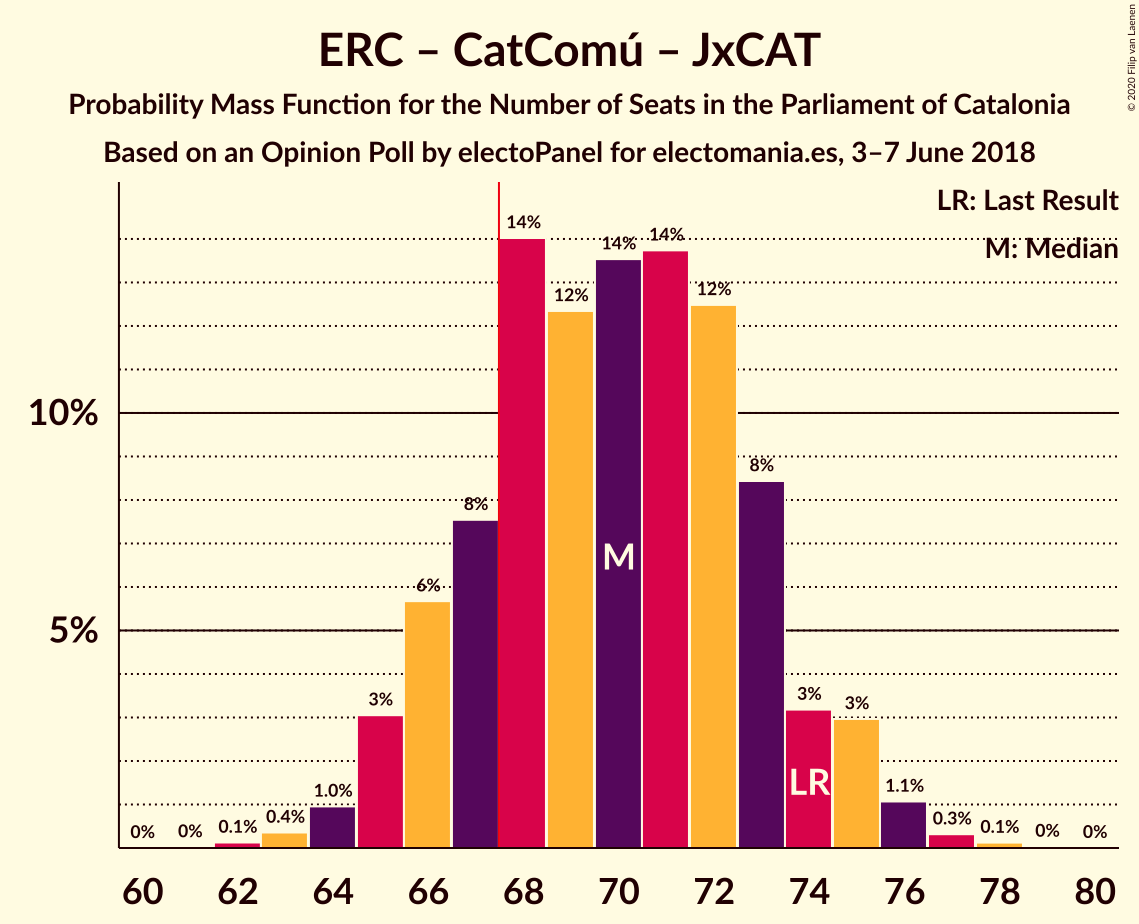 ERC – CatComú – JxCAT
Probability Mass Function for the Number of Seats in the Parliament of Catalonia
Based on an Opinion Poll by electoPanel for electomania.es, 3–7 June 2018
© 2020 Filip van Laenen
LR: Last Result
M: Median
10%
5%
0%
0%
0.1%
0.4%
1.0%
3%
6%
8%
14%
12%
14%
14%
12%
8%
3%
3%
1.1%
0.3%
0.1%
0%
0%
M
LR
60 62 64 66 68 70 72 74 76 78 80